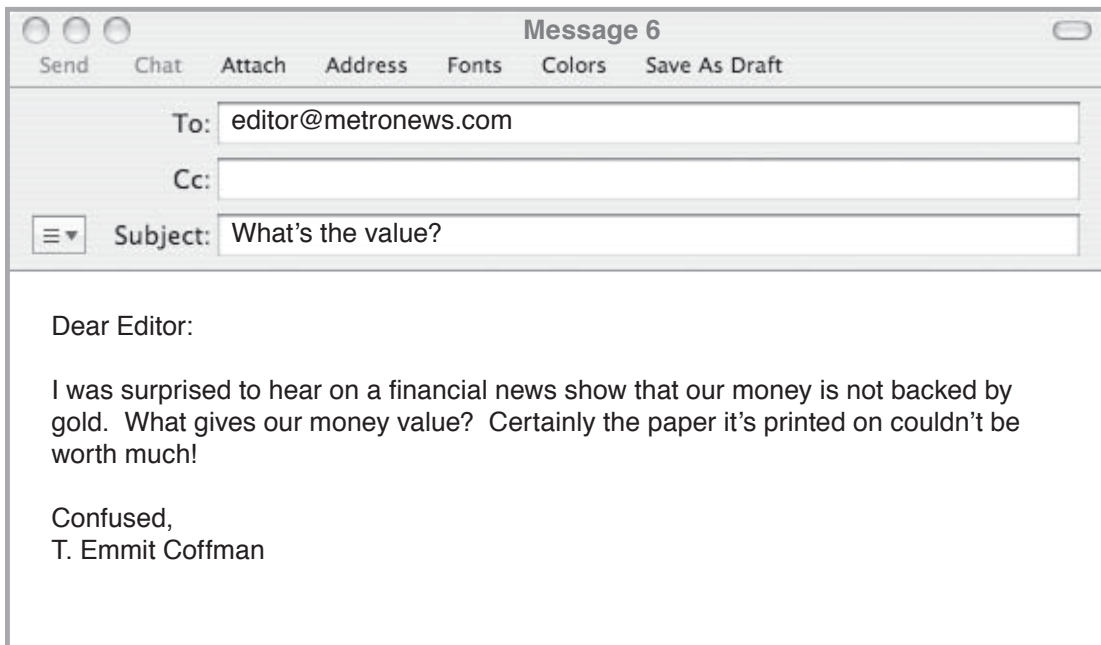 Message 6
Send Chat Attach Address Fonts Colors Save As Draft
To: editor@metronews.com
Cc:
Subject: What’s the value?
Dear Editor:
I was surprised to hear on a financial news show that our money is not backed by
gold.  What gives our money value?  Certainly the paper it’s printed on couldn’t be
worth much!
Confused,
T. Emmit Coffman